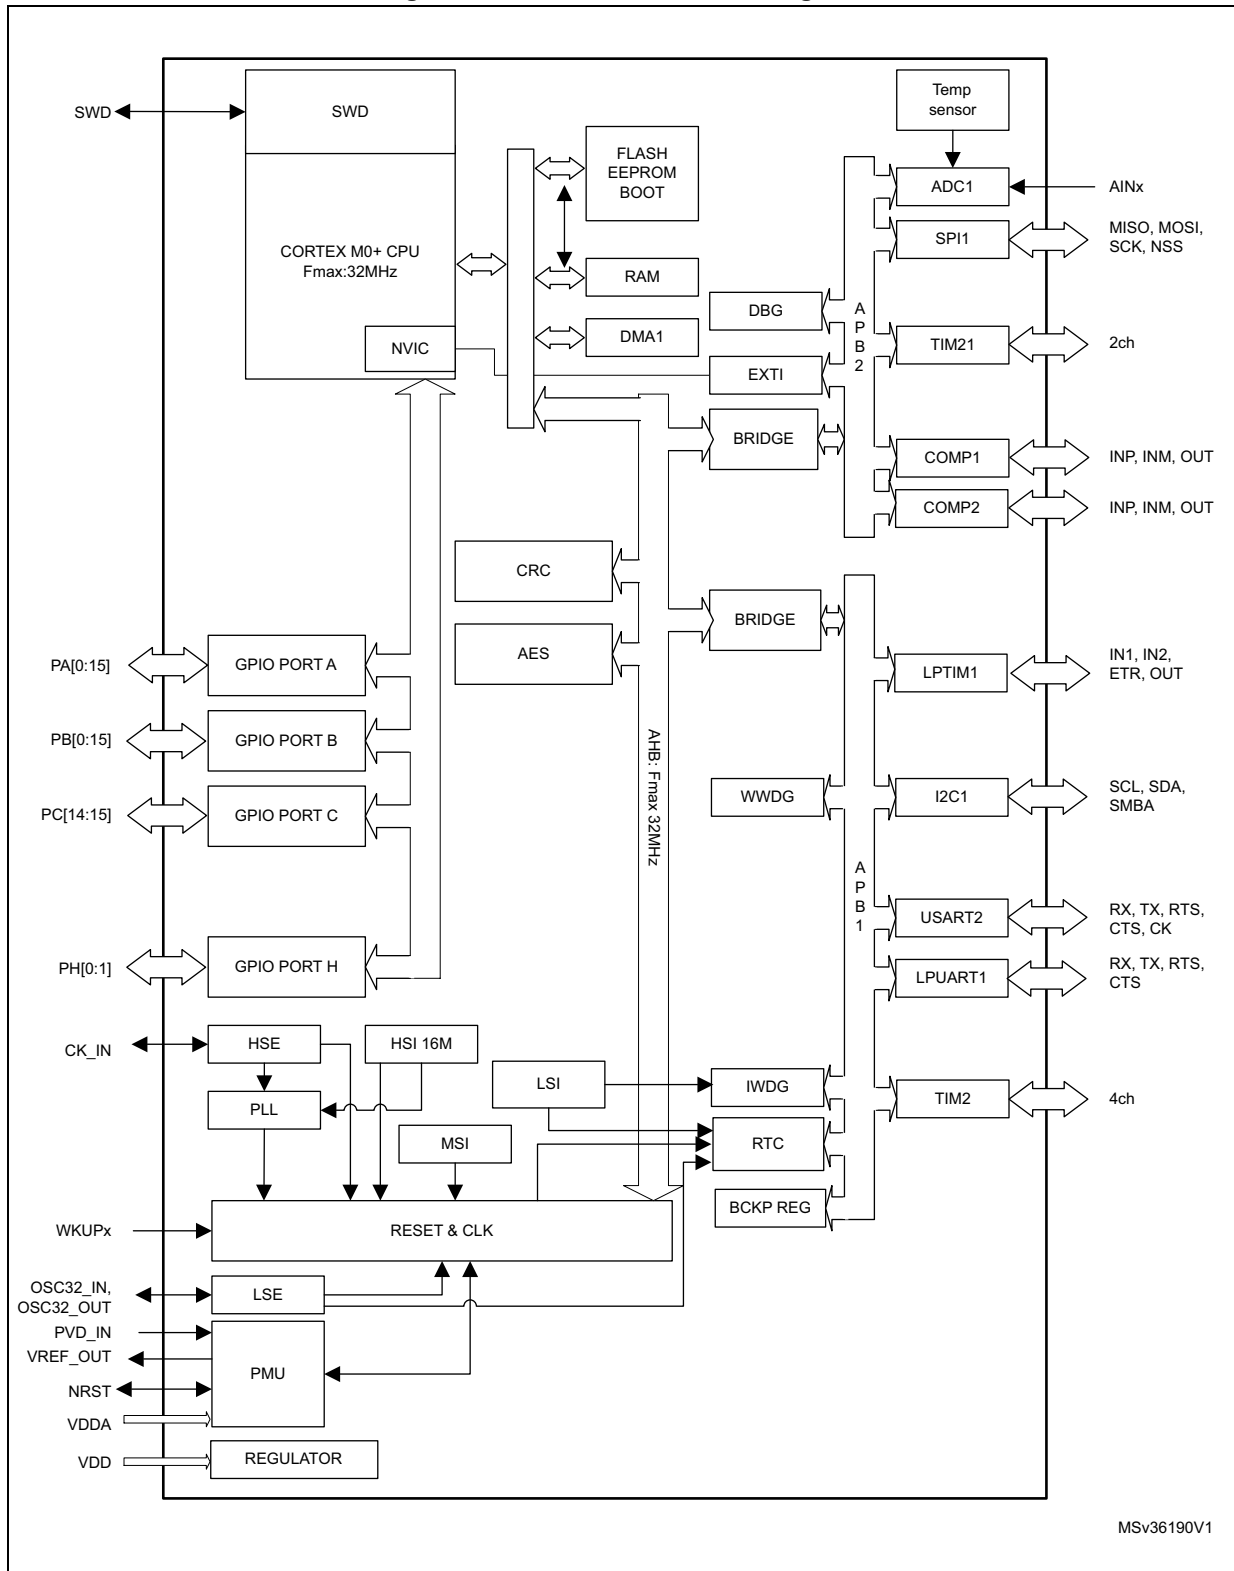 SWD
SWD
CORTEX M0+ CPU
Fmax:32MHz
NVIC
FLASH
EEPROM
BOOT
RAM
DMA1
Temp
sensor
ADC1
AINx
SPI1
MISO, MOSI,
SCK, NSS
DBG
EXTI
A
P
B
2
TIM21
2ch
BRIDGE
COMP1
INP, INM, OUT
COMP2
INP, INM, OUT
CRC
AES
BRIDGE
AHB: Fmax 32MHz
LPTIM1
IN1, IN2,
ETR, OUT
WWDG
I2C1
SCL, SDA,
SMBA
A
P
B
1
USART2
RX, TX, RTS,
CTS, CK
LPUART1
RX, TX, RTS,
CTS
TIM2
4ch
PA[0:15]
GPIO PORT A
PB[0:15]
GPIO PORT B
PC[14:15]
GPIO PORT C
PH[0:1]
GPIO PORT H
CK_IN
HSE
HSI 16M
PLL
MSI
LSI
IWDG
RTC
BCKP REG
WKUPx
RESET & CLK
OSC32_IN,
OSC32_OUT
LSE
PVD_IN
VREF_OUT
NRST
VDDA
PMU
VDD
REGULATOR
MSv36190V1